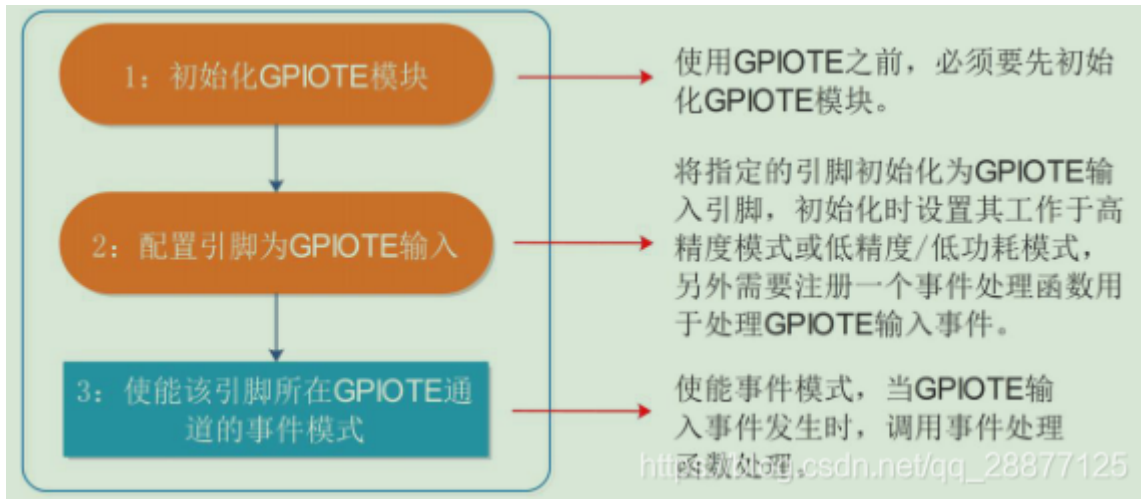 1：初始化GPIOTE模块
使用GPIOTE之前，必须要先初始
化GPIOTE模块。
2：配置引脚为GPIOTE输入
将指定的引脚初始化为GPIOTE输
入引脚，初始化时设置其工作于高
精度模式或低精度/低功耗模式，
另外需要注册一个事件处理函数用
于处理GPIOTE输入事件。
3：使能该引脚所在GPIOTE通
道的事件模式
使能事件模式，当GPIOTE输
入事件发生时，调用事件处理
函数处理。
https://blog.csdn.net/qq_28877125